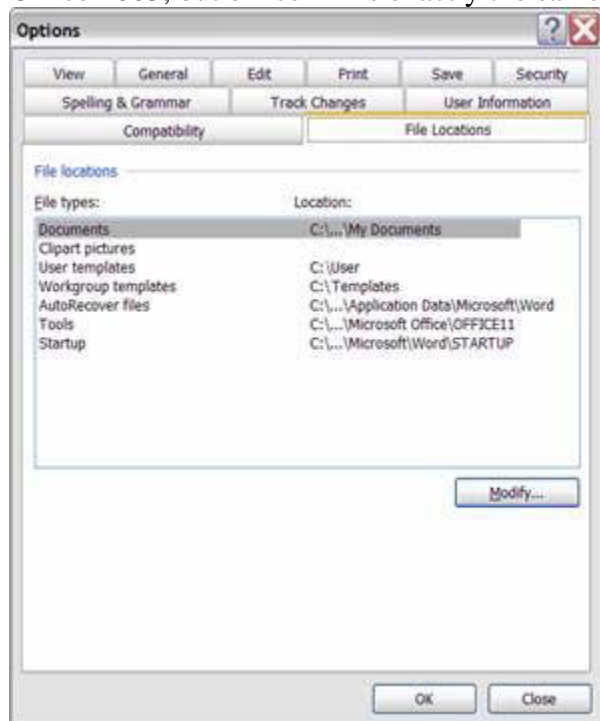 Options
View General Edit Print Save Security
Spelling & Grammar Track Changes User Information
Compatibility File Locations
File locations
File types: Location:
Documents C:\...\My Documents
Clipart pictures
User templates C:\User
Workgroup templates C:\Templates
AutoRecover files C:\...\Application Data\Microsoft\Word
Tools C:\...\Microsoft Office\OFFICE11
Startup C:\...\Microsoft\Word\STARTUP
Modify...
OK Close